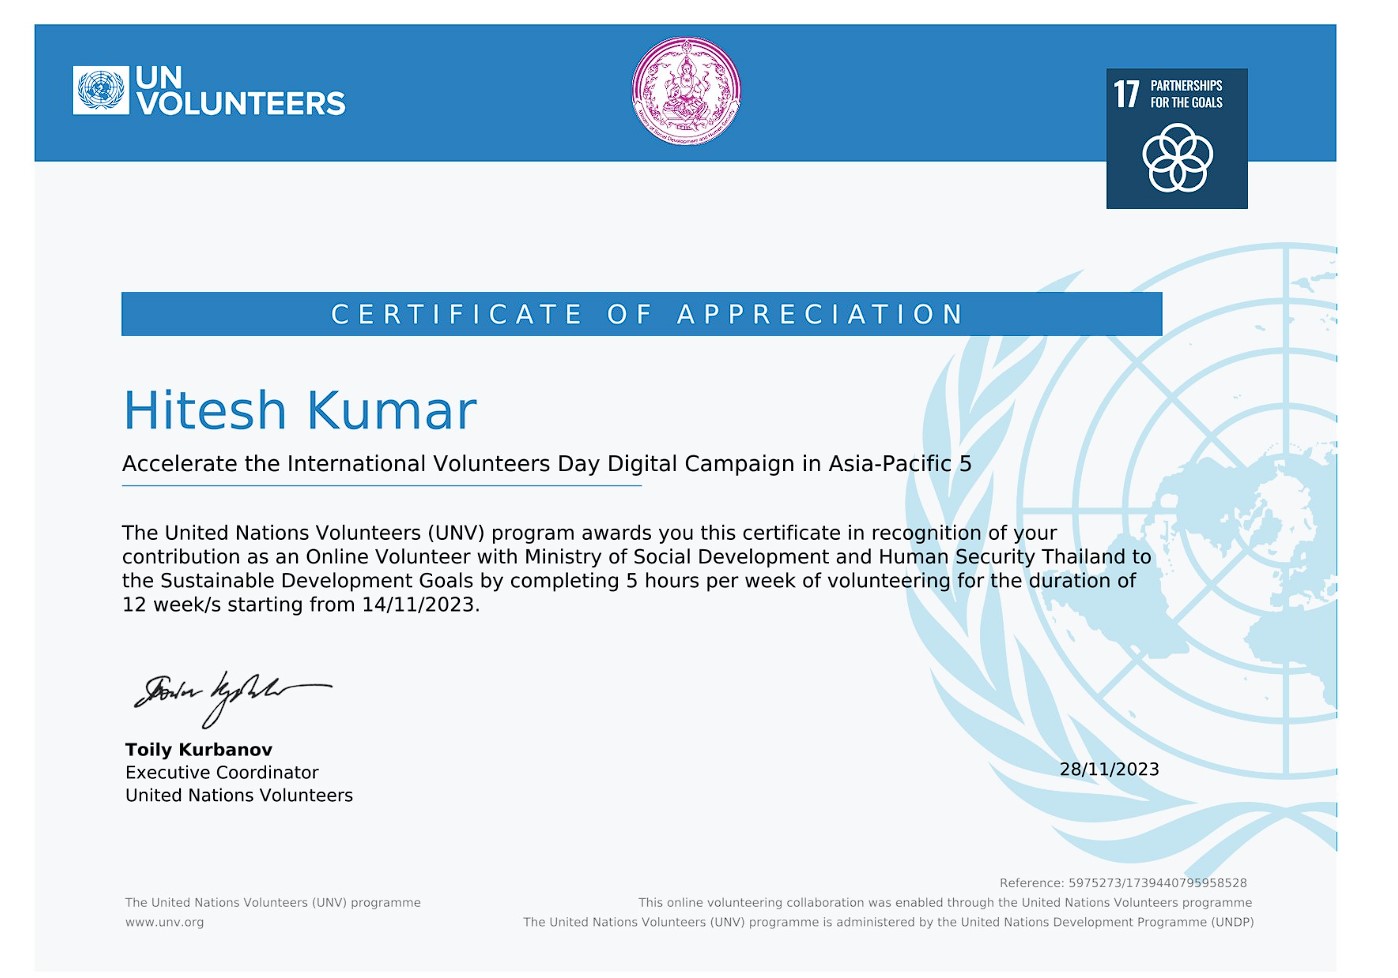 UN
VOLUNTEERS
Ministry of Social Development and Human Security
17 PARTNERSHIPS
FOR THE GOALS
CERTIFICATE OF APPRECIATION
Hitesh Kumar
Accelerate the International Volunteers Day Digital Campaign in Asia-Pacific 5
The United Nations Volunteers (UNV) program awards you this certificate in recognition of your
contribution as an Online Volunteer with Ministry of Social Development and Human Security Thailand to
the Sustainable Development Goals by completing 5 hours per week of volunteering for the duration of
12 week/s starting from 14/11/2023.
Toily Kurbanov
Executive Coordinator
United Nations Volunteers
28/11/2023
Reference: 5975273/1739440795958528
The United Nations Volunteers (UNV) programme
www.unv.org
This online volunteering collaboration was enabled through the United Nations Volunteers programme
The United Nations Volunteers (UNV) programme is administered by the United Nations Development Programme (UNDP)